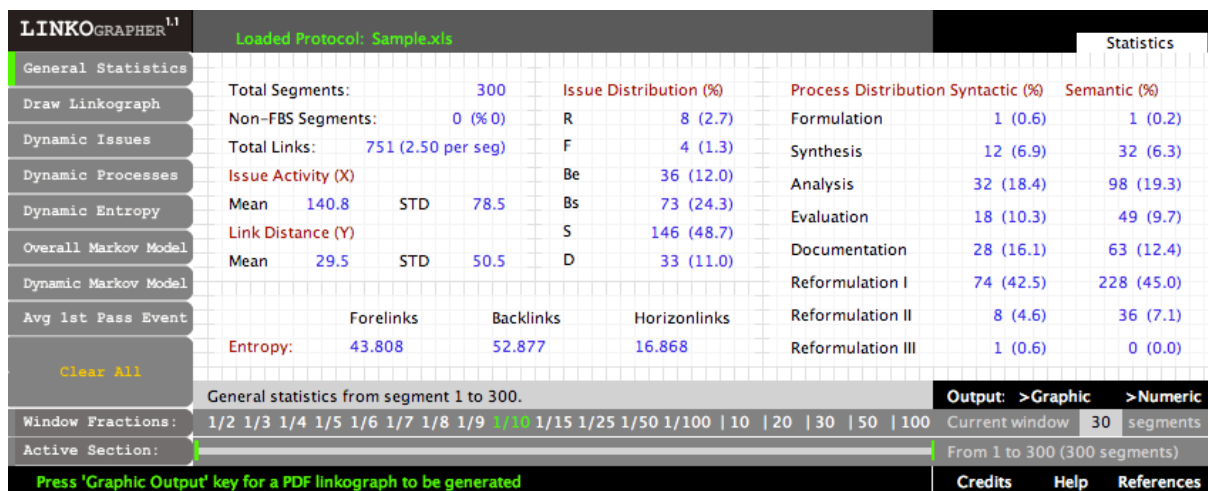 LINKOGRAPHER1.1
Loaded Protocol: Sample.xls
Statistics
General Statistics
Draw Linkograph
Dynamic Issues
Dynamic Processes
Dynamic Entropy
Overall Markov Model
Dynamic Markov Model
Avg 1st Pass Event
Clear All
Total Segments: 300
Non-FBS Segments: 0 (% 0)
Total Links: 751 (2.50 per seg)
Issue Activity (X)
Mean 140.8 STD 78.5
Link Distance (Y)
Mean 29.5 STD 50.5
Issue Distribution (%)
R 8 (2.7)
F 4 (1.3)
Be 36 (12.0)
Bs 73 (24.3)
S 146 (48.7)
D 33 (11.0)
Process Distribution Syntactic (%) Semantic (%)
Formulation 1 (0.6) 1 (0.2)
Synthesis 12 (6.9) 32 (6.3)
Analysis 32 (18.4) 98 (19.3)
Evaluation 18 (10.3) 49 (9.7)
Documentation 28 (16.1) 63 (12.4)
Reformulation I 74 (42.5) 228 (45.0)
Reformulation II 8 (4.6) 36 (7.1)
Reformulation III 1 (0.6) 0 (0.0)
Forelinks Backlinks Horizonlinks
Entropy: 43.808 52.877 16.868
General statistics from segment 1 to 300.
Output: >Graphic >Numeric
Window Fractions: 1/2 1/3 1/4 1/5 1/6 1/7 1/8 1/9 1/10 1/15 1/25 1/50 1/100 |10 |20 |30 |50 |100 Current window 30 segments
Active Section: From 1 to 300 (300 segments)
Press 'Graphic Output' key for a PDF linkograph to be generated
Credits Help References